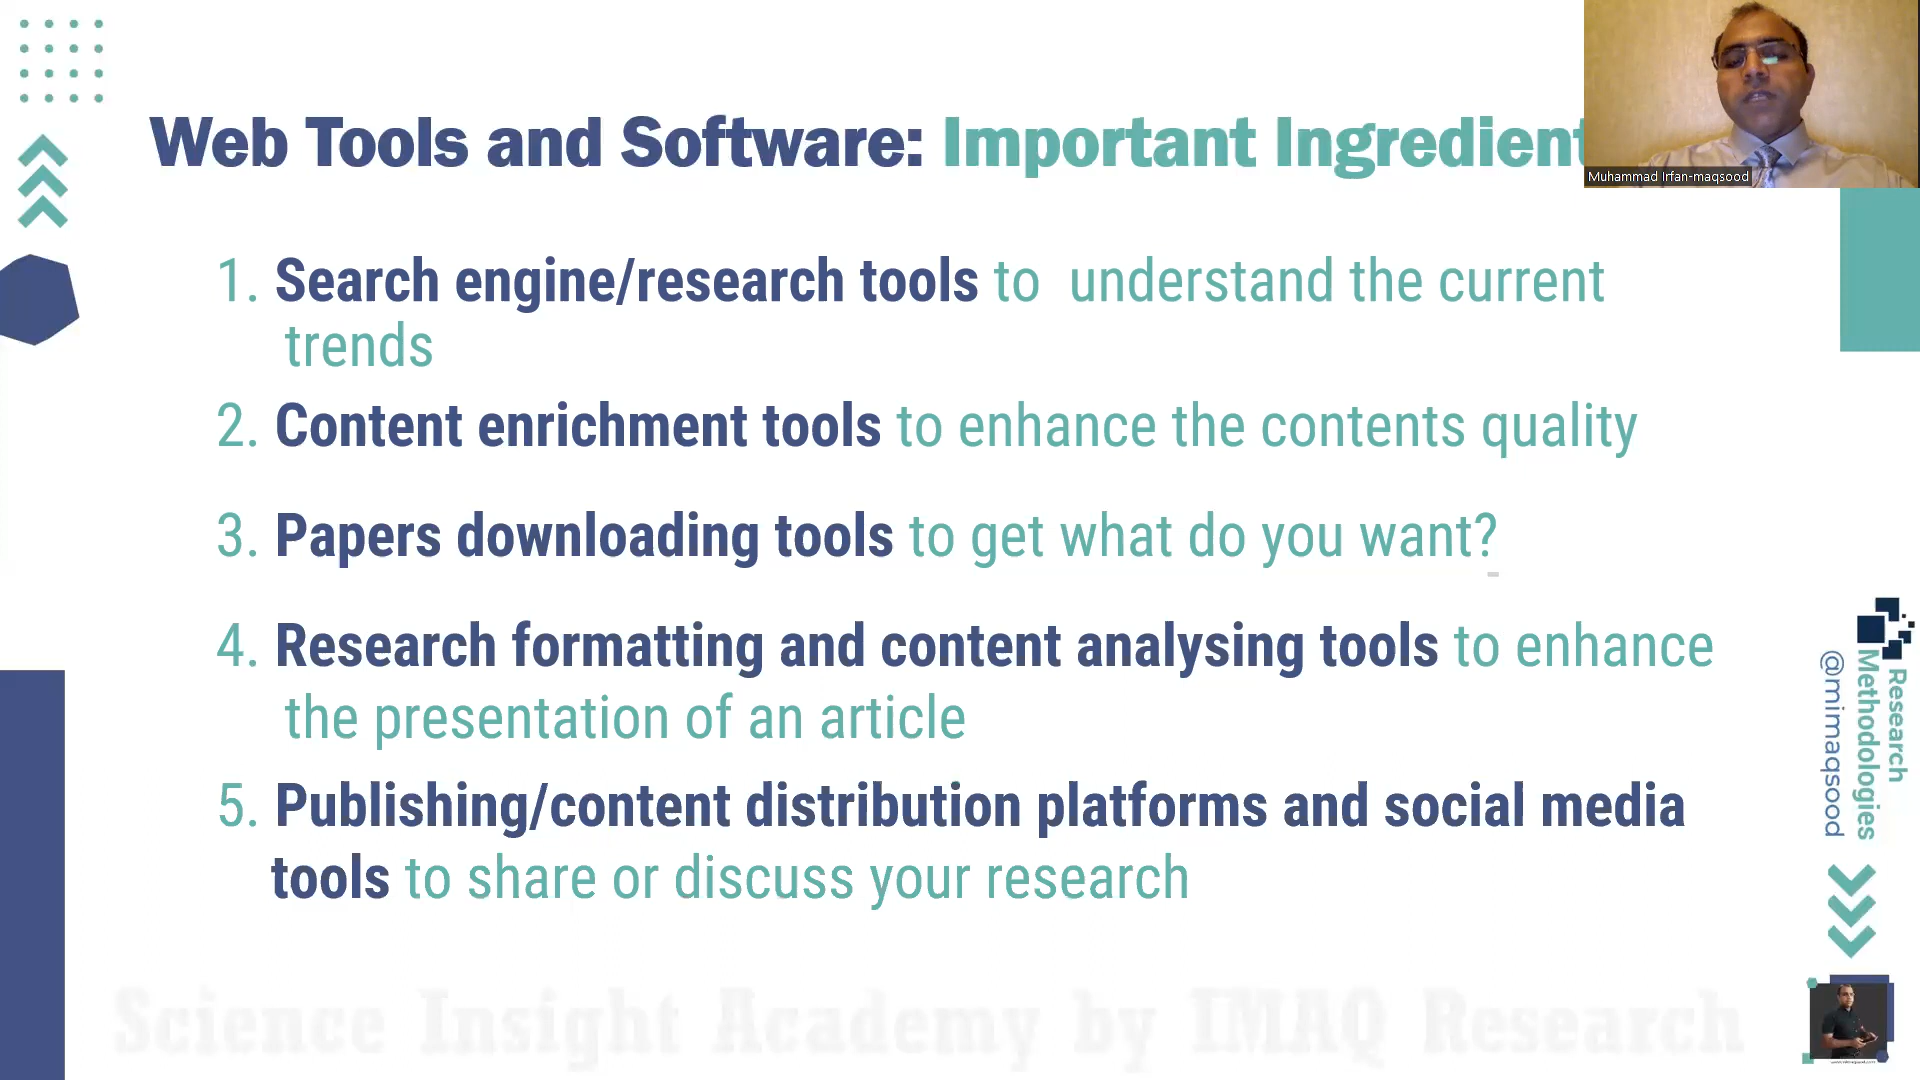 Web Tools and Software: Important Ingredient
Muhammad Irfan-maqsood
1. Search engine/research tools to understand the current
trends
2. Content enrichment tools to enhance the contents quality
3. Papers downloading tools to get what do you want?
4. Research formatting and content analysing tools to enhance
the presentation of an article
5. Publishing/content distribution platforms and social media
tools to share or discuss your research
Research
Methodologies
@mimaqsood
Science Insight Academy by IMAQ Research